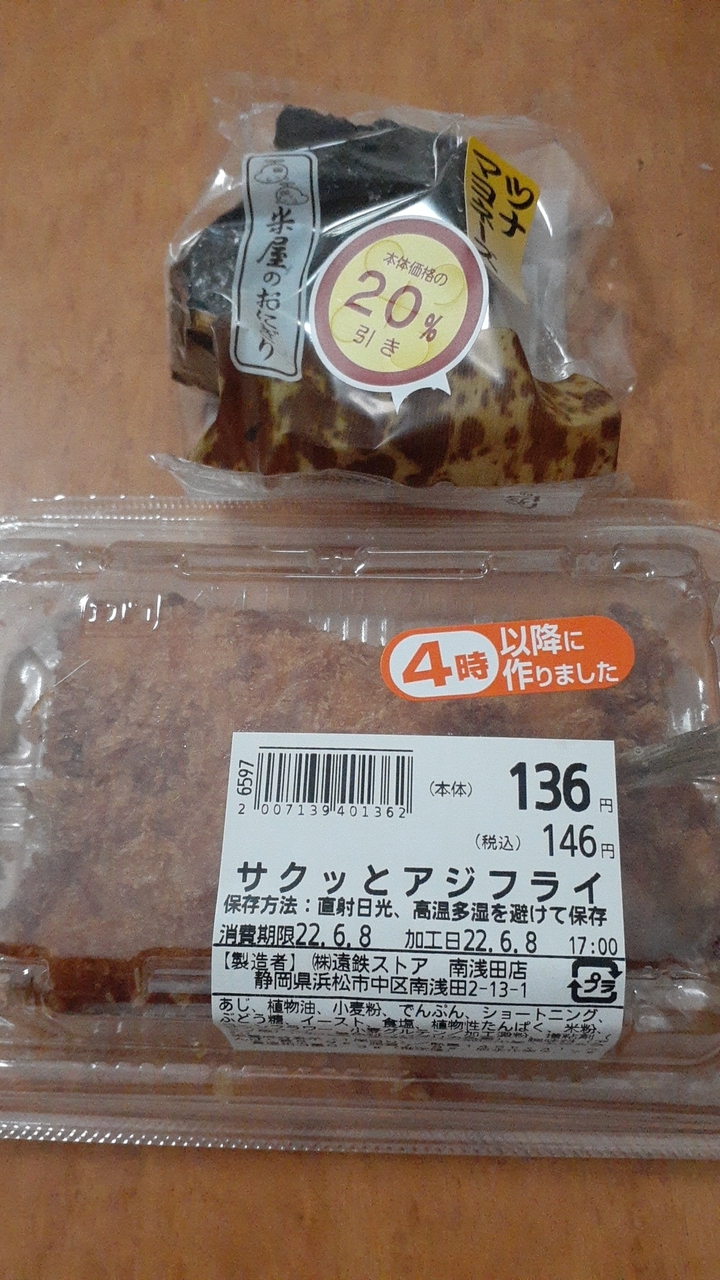 ツナ
マヨネーズ
米屋のおにぎり
本体価格の
20%
引き
4時
以降に
作りました
6597
2 007139 401362
(本体) 136円
(税込) 146円
サクッとアジフライ
保存方法：直射日光、高温多湿を避けて保存
消費期限22.6.8 加工日22.6.8 17:00
【製造者】㈱遠鉄ストア 南浅田店
静岡県浜松市中区南浅田2-13-1
プラ
あじ、植物油、小麦粉、でんぷん、ショートニング、
ぶどう糖、イースト、食塩、植物性たんぱく、米粉、